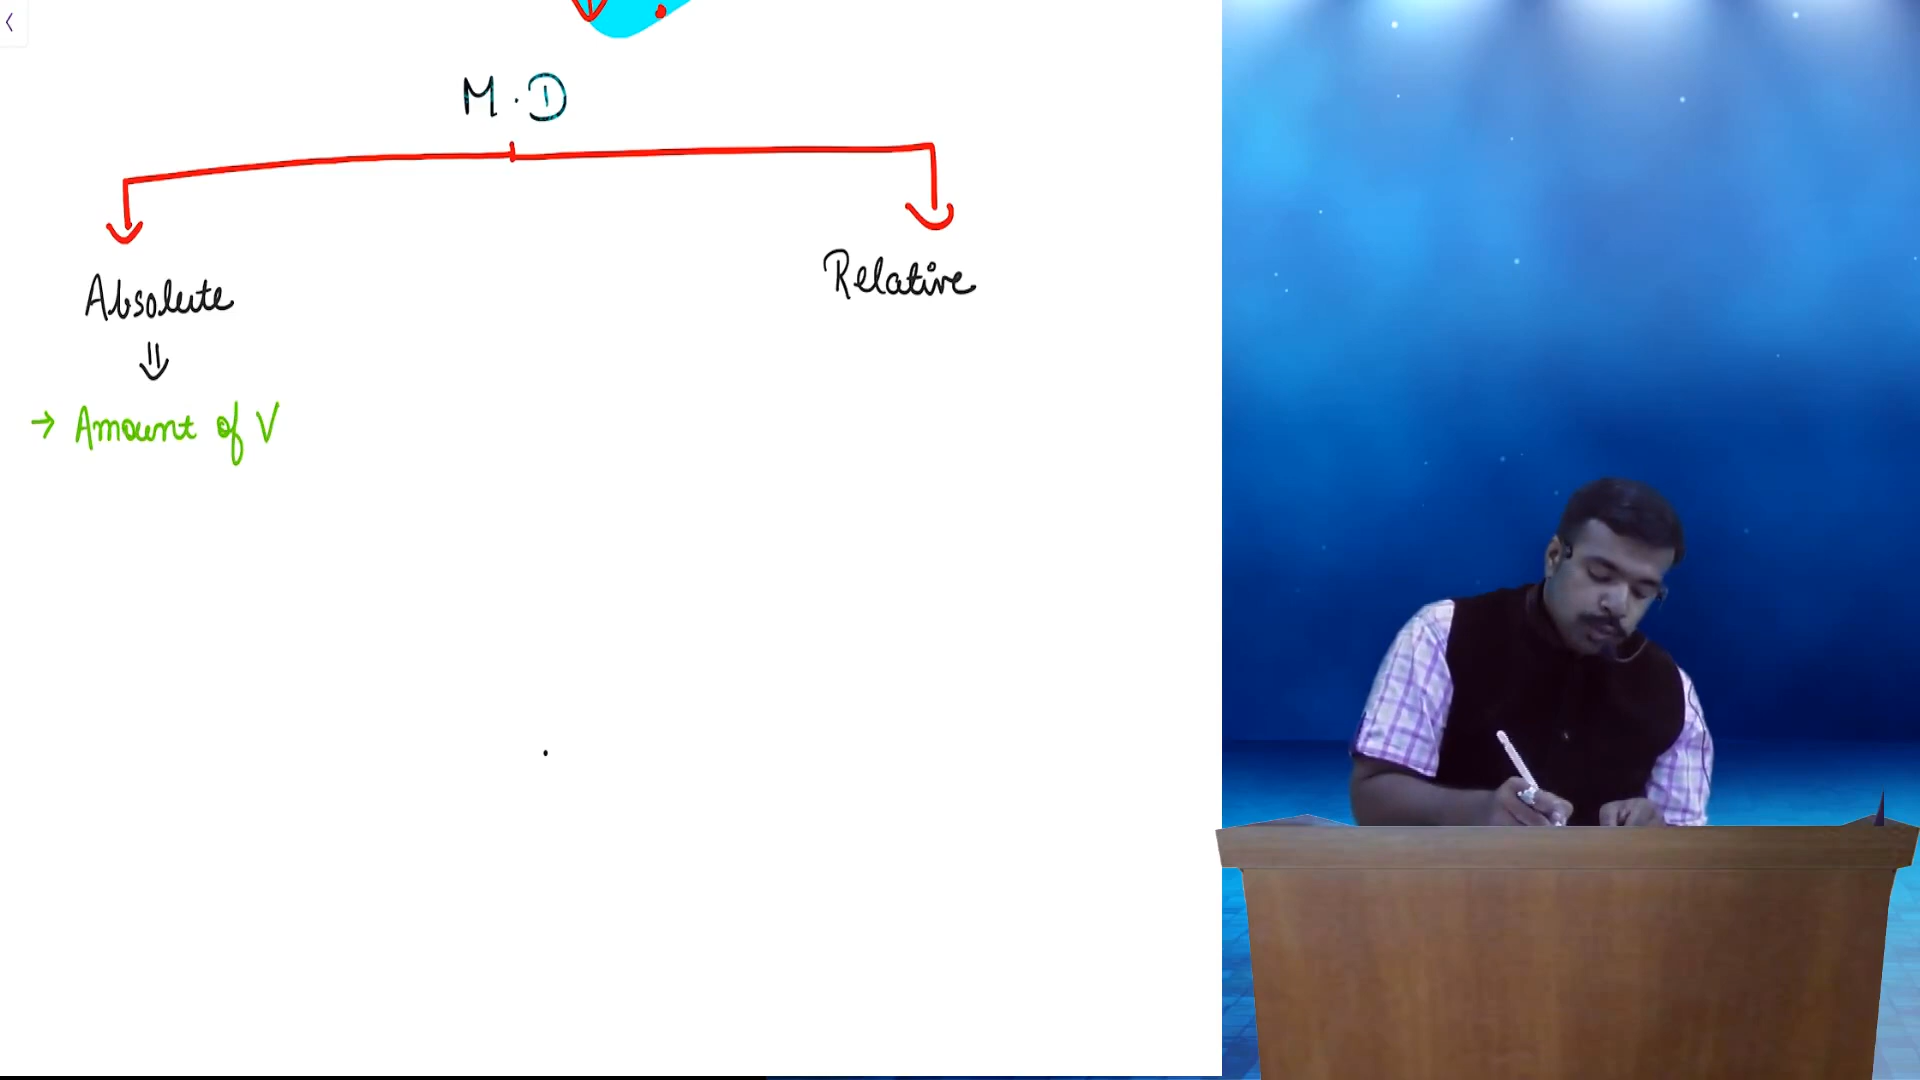 M.D
Absolute
Relative
→ Amount of V